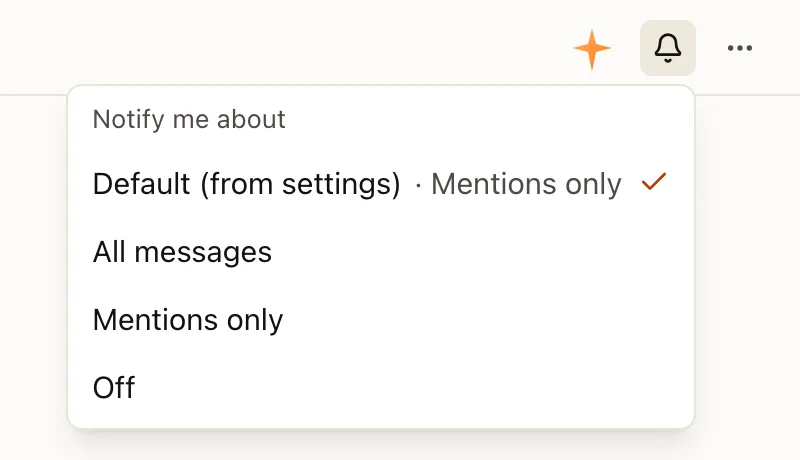 Notify me about
Default (from settings) · Mentions only
All messages
Mentions only
Off